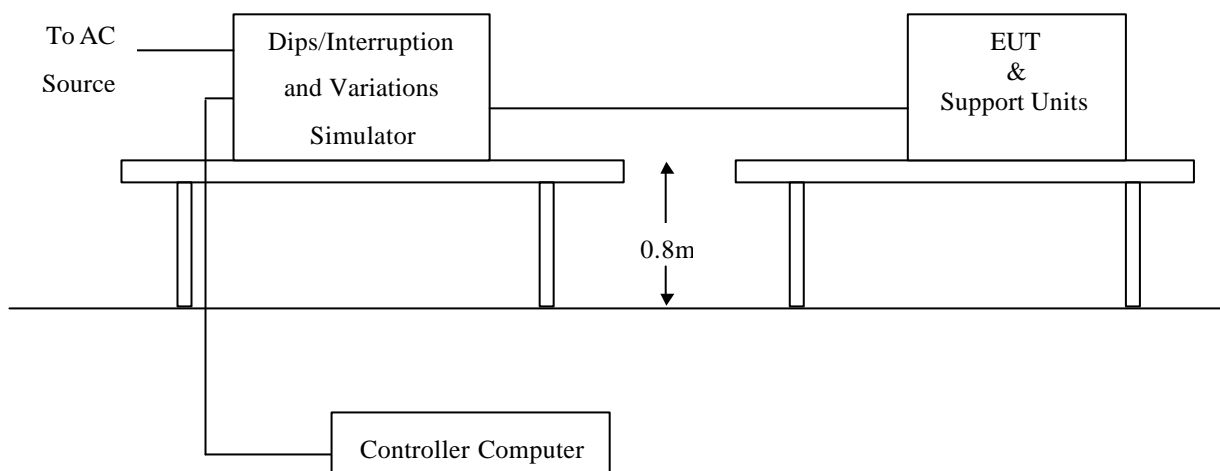 To AC
Source
Dips/Interruption
and Variations
Simulator
EUT
&
Support Units
0.8m
Controller Computer